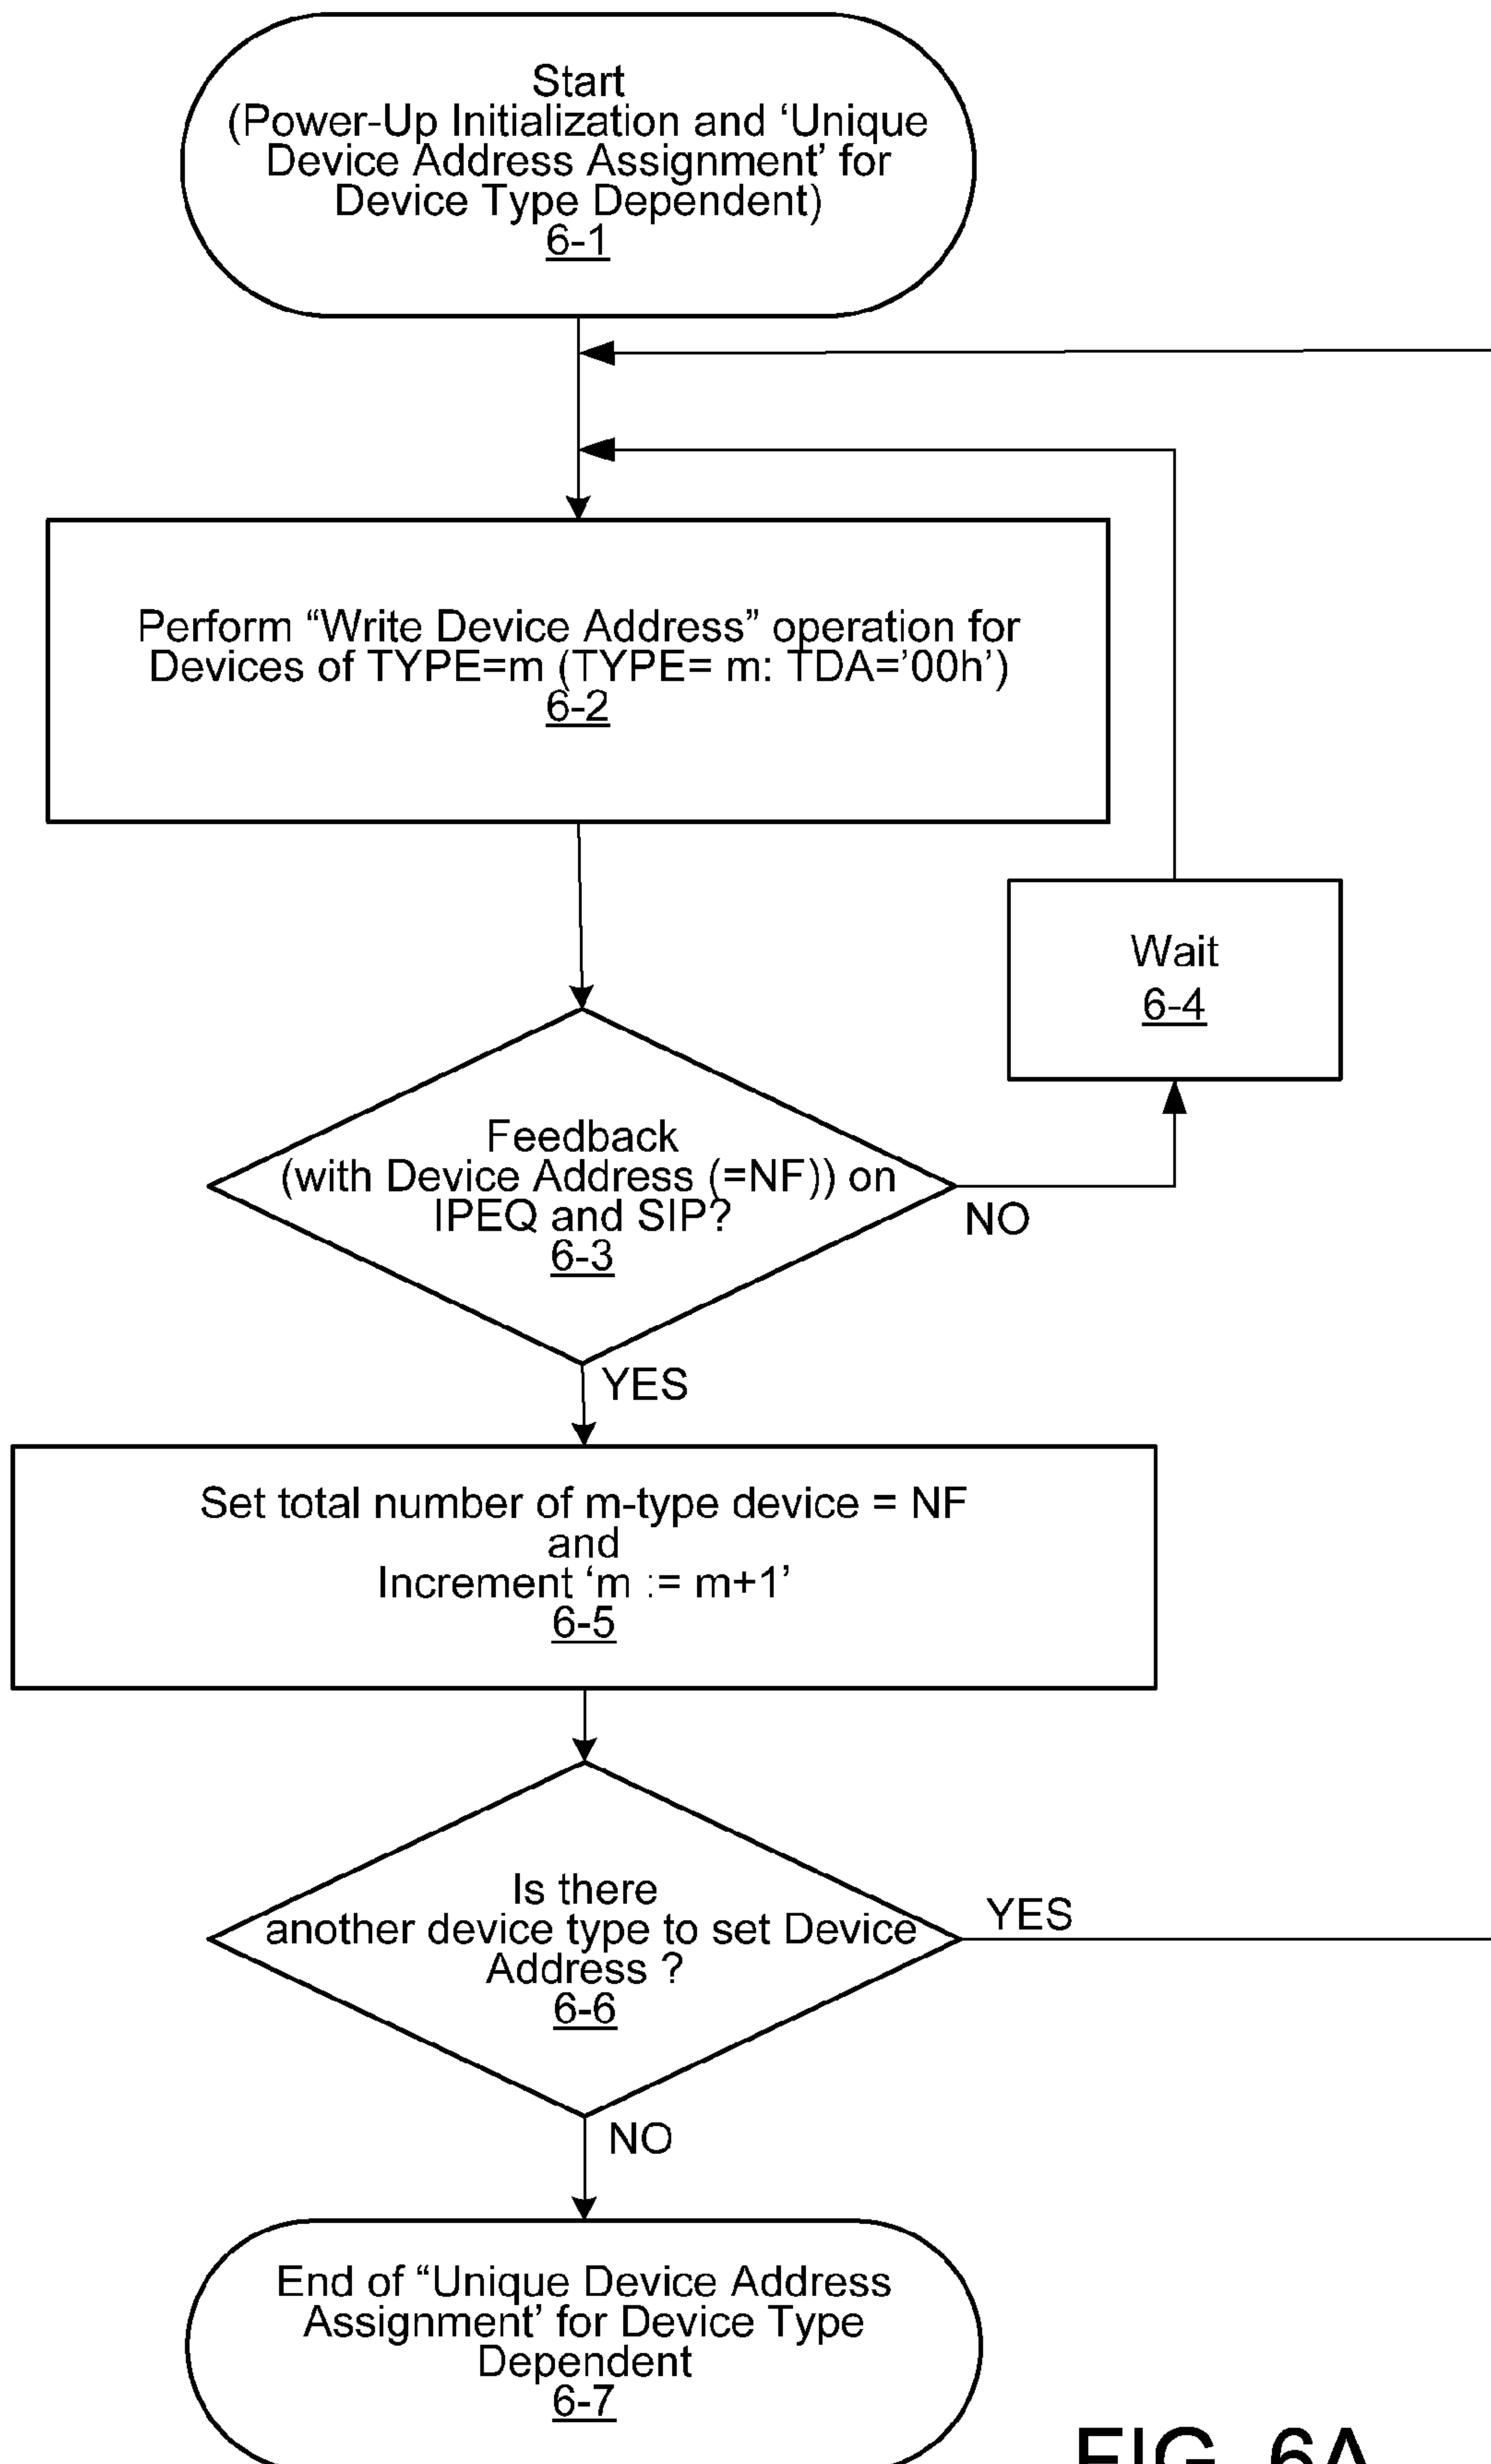 Start
(Power-Up Initialization and ‘Unique
Device Address Assignment’ for
Device Type Dependent)
6-1
Perform “Write Device Address” operation for
Devices of TYPE=m (TYPE= m: TDA=’00h’)
6-2
Wait
6-4
Feedback
(with Device Address (=NF)) on
IPEQ and SIP?
6-3
NO
YES
Set total number of m-type device = NF
and
Increment ‘m := m+1’
6-5
Is there
another device type to set Device
Address ?
6-6
YES
NO
End of “Unique Device Address
Assignment’ for Device Type
Dependent
6-7
FIG. 6A